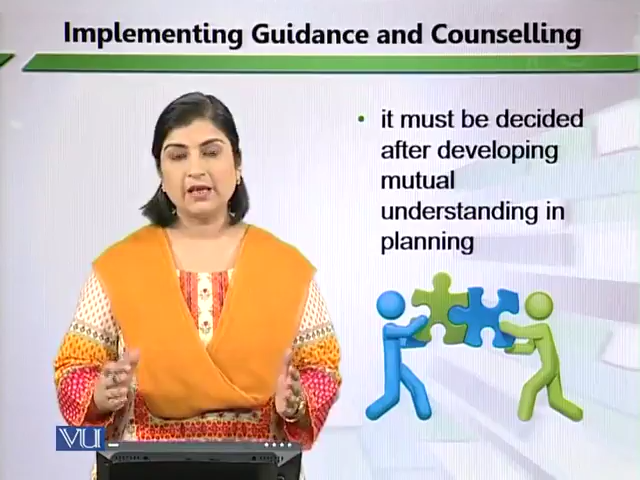 Implementing Guidance and Counselling
• it must be decided
after developing
mutual
understanding in
planning
VU